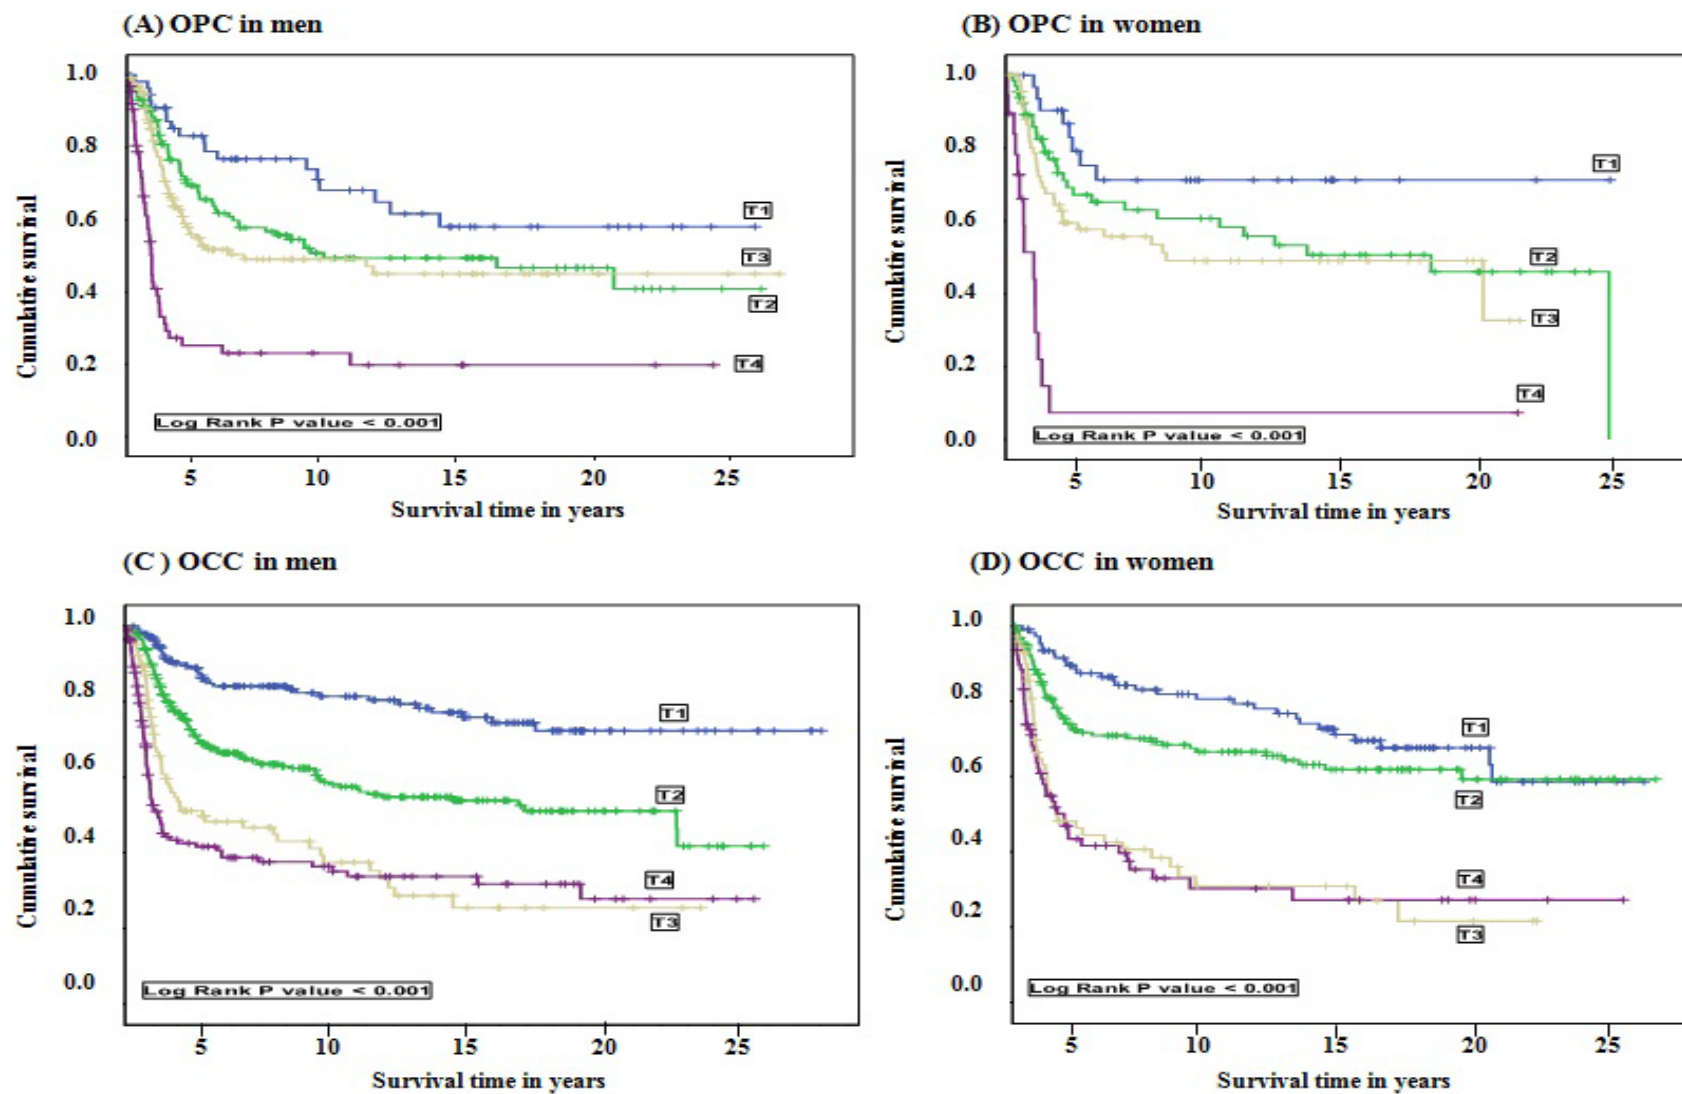 (A) OPC in men
Cumulative survival
1.0
0.8
0.6
0.4
0.2
0.0
T1
T3
T2
T4
Log Rank P value < 0.001
5 10 15 20 25
Survival time in years
(B) OPC in women
Cumulative survival
1.0
0.8
0.6
0.4
0.2
0.0
T1
T2
T3
T4
Log Rank P value < 0.001
5 10 15 20 25
Survival time in years
(C ) OCC in men
Cumulative survival
1.0
0.8
0.6
0.4
0.2
0.0
T1
T2
T4
T3
Log Rank P value < 0.001
5 10 15 20 25
Survival time in years
(D) OCC in women
Cumulative survival
1.0
0.8
0.6
0.4
0.2
0.0
T1
T2
T4
T3
Log Rank P value < 0.001
5 10 15 20 25
Survival time in years